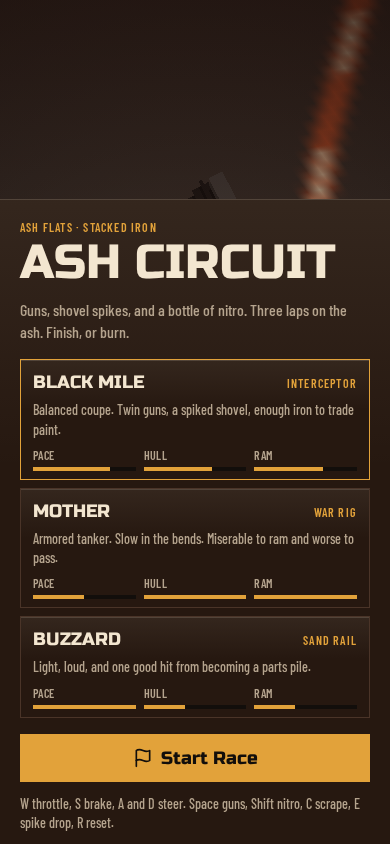 ASH FLATS · STACKED IRON
ASH CIRCUIT
Guns, shovel spikes, and a bottle of nitro. Three laps on the
ash. Finish, or burn.
BLACK MILE
INTERCEPTOR
Balanced coupe. Twin guns, a spiked shovel, enough iron to trade
paint.
PACE HULL RAM
MOTHER
WAR RIG
Armored tanker. Slow in the bends. Miserable to ram and worse to
pass.
PACE HULL RAM
BUZZARD
SAND RAIL
Light, loud, and one good hit from becoming a parts pile.
PACE HULL RAM
Start Race
W throttle, S brake, A and D steer. Space guns, Shift nitro, C scrape, E
spike drop, R reset.